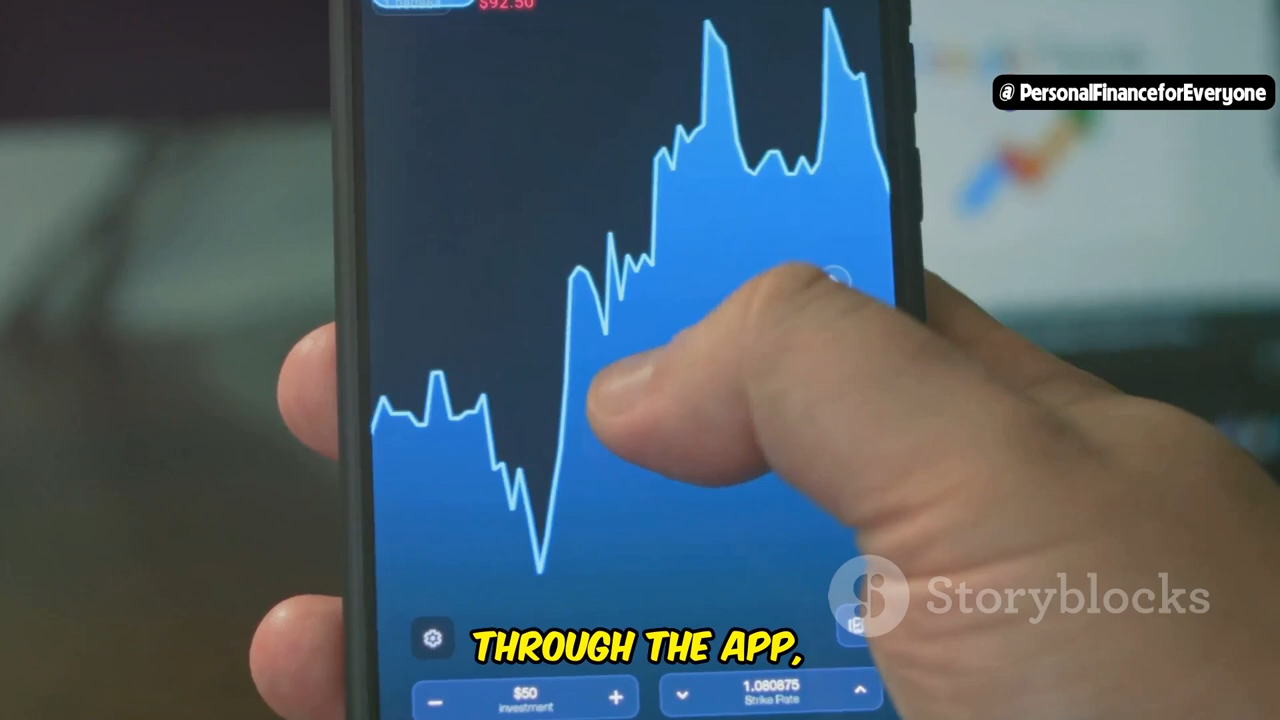 $92.50
@ PersonalFinanceforEveryone
Storyblocks
THROUGH THE APP,
$50
investment
1.080875
Strike Rate